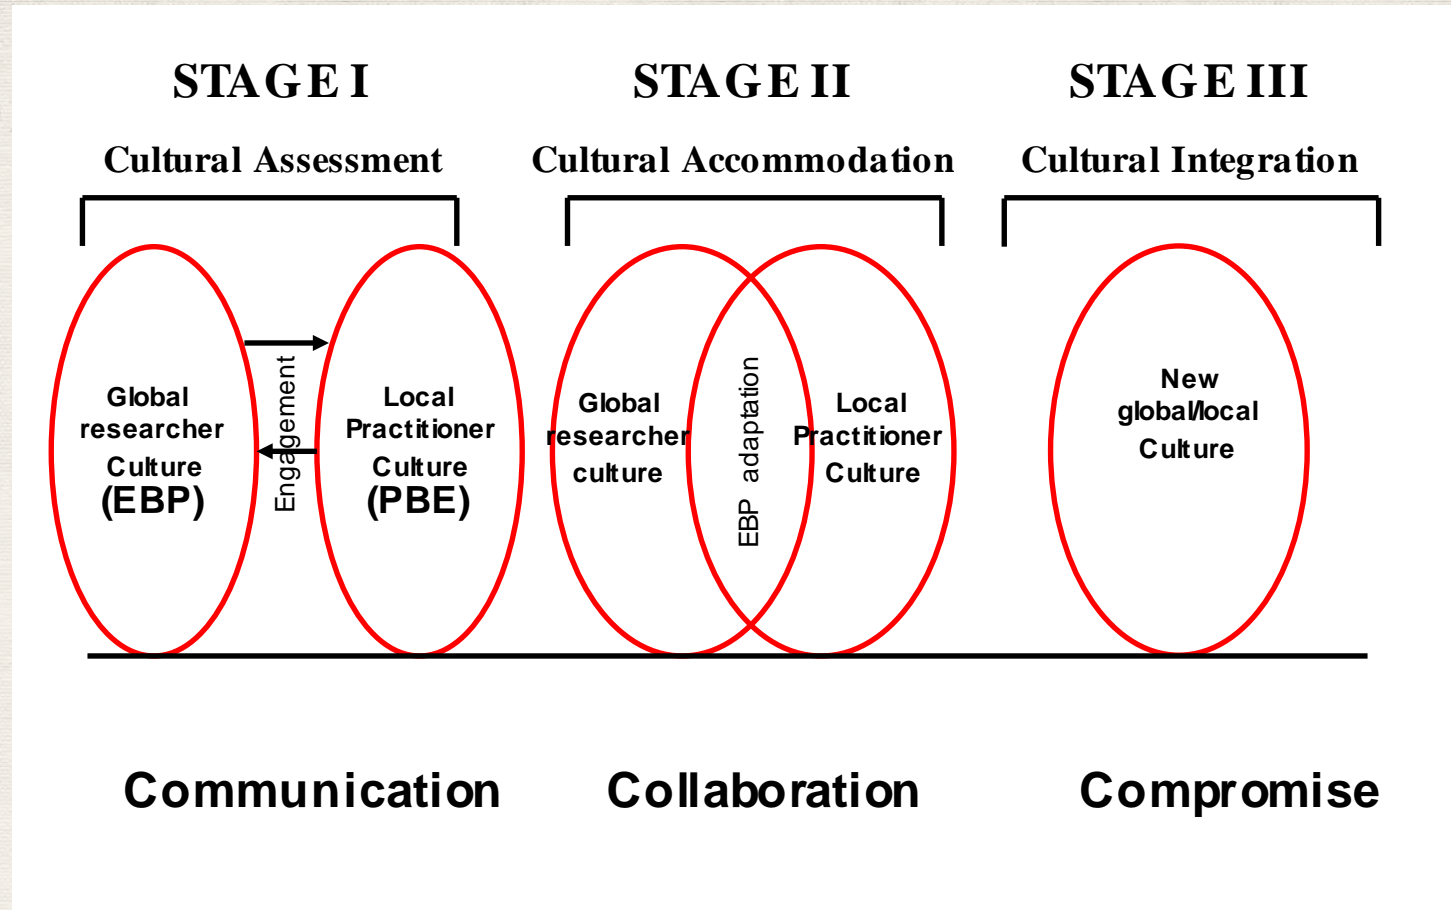 STAGE I
Cultural Assessment
Global
researcher
Culture
(EBP)
Engagement
Local
Practitioner
Culture
(PBE)
Communication
STAGE II
Cultural Accommodation
Global
researcher
culture
EBP adaptation
Local
Practitioner
Culture
Collaboration
STAGE III
Cultural Integration
New
global/local
Culture
Compromise